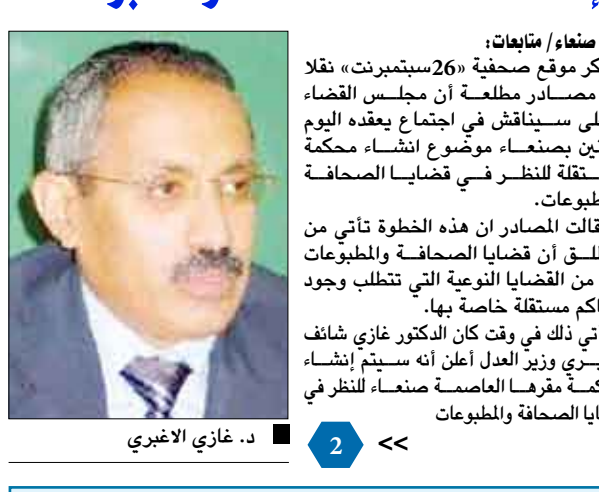 صنعاء/ متابعات:
كر موقع صحفية «26سبتمبرنت» نقلا
مصادر مطلعة أن مجلس القضاء
لى سيناقش في اجتماع يعقده اليوم
نين بصنعاء موضوع انشاء محكمة
ستقلة للنظر في قضايا الصحافة
طبوعات.
قالت المصادر ان هذه الخطوة تأتي من
لق أن قضايا الصحافة والمطبوعات
من القضايا النوعية التي تتطلب وجود
اكم مستقلة خاصة بها.
تي ذلك في وقت كان الدكتور غازي شائف
بري وزير العدل أعلن أنه سيتم إنشاء
كمة مقرها العاصمة صنعاء للنظر في
ايا الصحافة والمطبوعات
>> 2
د. غازي الاغبري